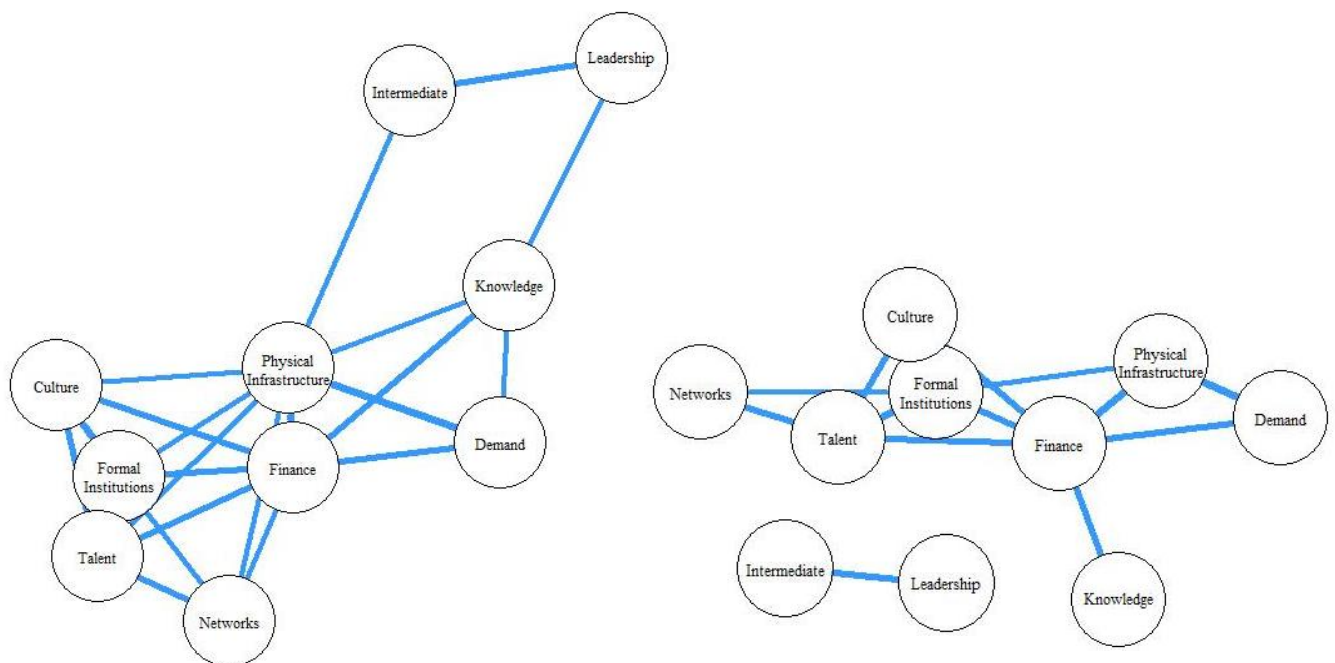 Leadership
Intermediate
Knowledge
Physical
Infrastructure
Culture
Demand
Finance
Formal
Institutions
Talent
Networks
Culture
Physical
Infrastructure
Networks
Formal
Institutions
Demand
Talent
Finance
Intermediate
Leadership
Knowledge